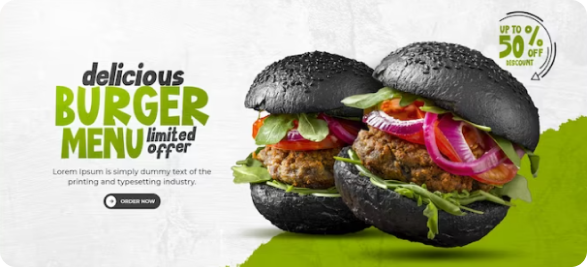 delicious
BURGER
MENU limited
offer
Lorem Ipsum is simply dummy text of the
printing and typesetting industry.
ORDER NOW
UP TO
50% OFF
DISCOUNT